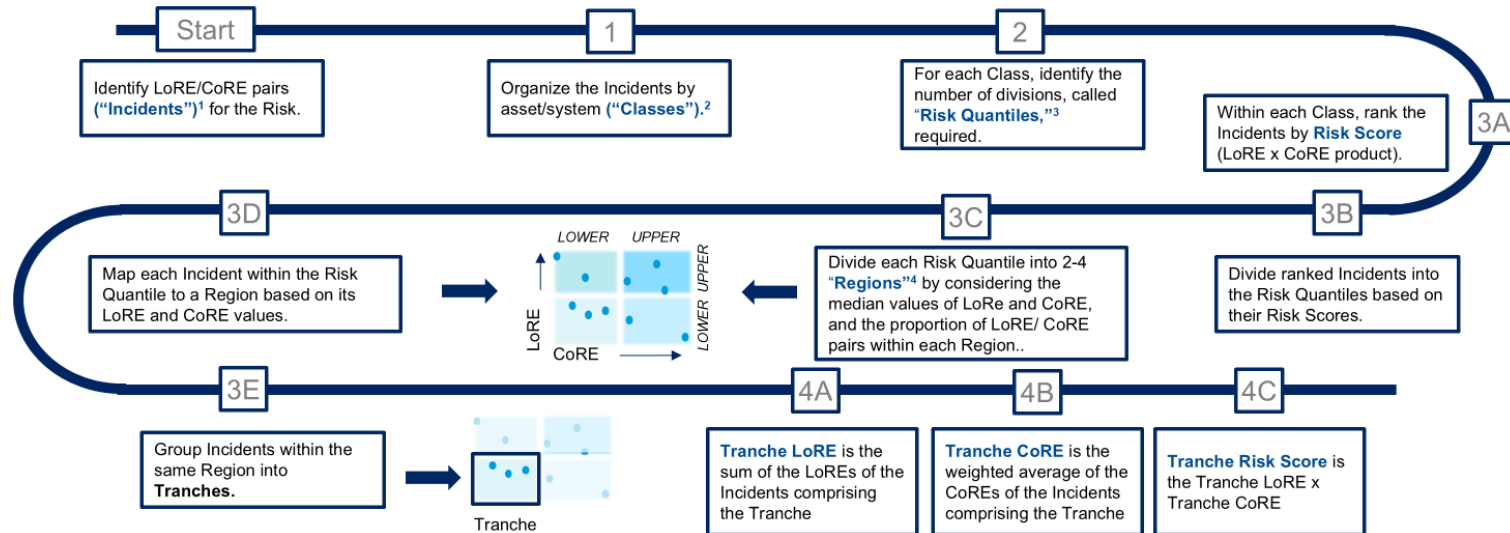 Start
Identify LoRE/CoRE pairs
("Incidents")¹ for the Risk.
1
Organize the Incidents by
asset/system ("Classes").²
2
For each Class, identify the
number of divisions, called
"Risk Quantiles,"³
required.
3A
Within each Class, rank the
Incidents by Risk Score
(LoRE x CoRE product).
3B
Divide ranked Incidents into
the Risk Quantiles based on
their Risk Scores.
3C
Divide each Risk Quantile into 2-4
"Regions"⁴ by considering the
median values of LoRe and CoRE,
and the proportion of LoRE/ CoRE
pairs within each Region..
LOWER UPPER
UPPER
LOWER
LoRE
CoRE
3D
Map each Incident within the Risk
Quantile to a Region based on its
LoRE and CoRE values.
3E
Group Incidents within the
same Region into
Tranches.
Tranche
4A
Tranche LoRE is the
sum of the LoREs of the
Incidents comprising
the Tranche
4B
Tranche CoRE is the
weighted average of the
CoREs of the Incidents
comprising the Tranche
4C
Tranche Risk Score is
the Tranche LoRE x
Tranche CoRE